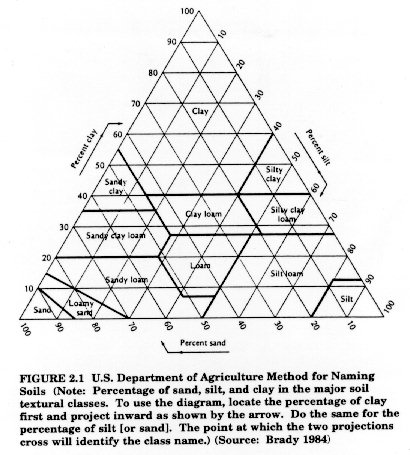 100
10
80
20
70
30
Clay
60
40
Percent clay
Percent silt
50
50
Sandy
clay
Silty
clay
40
60
Clay loam
Silty clay
loam
30
70
Sandy clay loam
20
80
Loam
Sandy loam
Silt loam
90
10
Sand
Loamy
sand
Silt
100
100
90
80
70
60
50
40
30
20
10
Percent sand
FIGURE 2.1 U.S. Department of Agriculture Method for Naming
Soils (Note: Percentage of sand, silt, and clay in the major soil
textural classes. To use the diagram, locate the percentage of clay
first and project inward as shown by the arrow. Do the same for the
percentage of silt [or sand]. The point at which the two projections
cross will identify the class name.) (Source: Brady 1984)